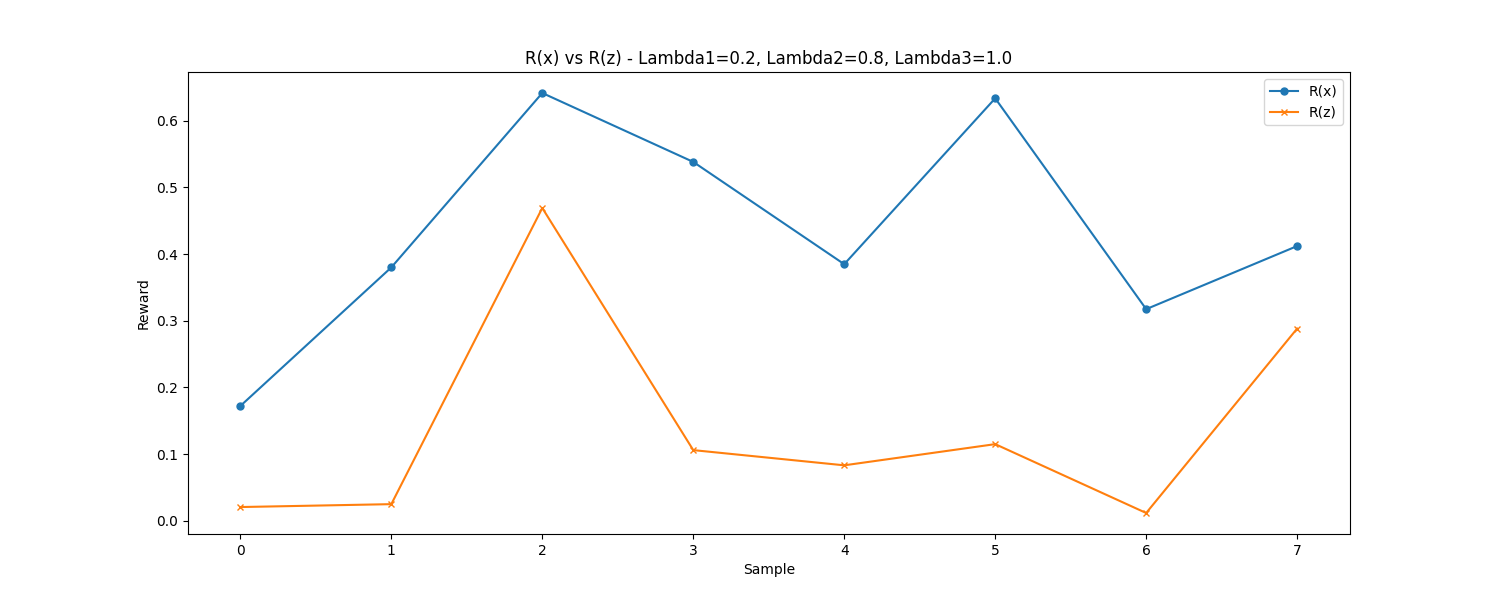 R(x) vs R(z) - Lambda1=0.2, Lambda2=0.8, Lambda3=1.0
R(x)
R(z)
Reward
0.6
0.5
0.4
0.3
0.2
0.1
0.0
0 1 2 3 4 5 6 7
Sample